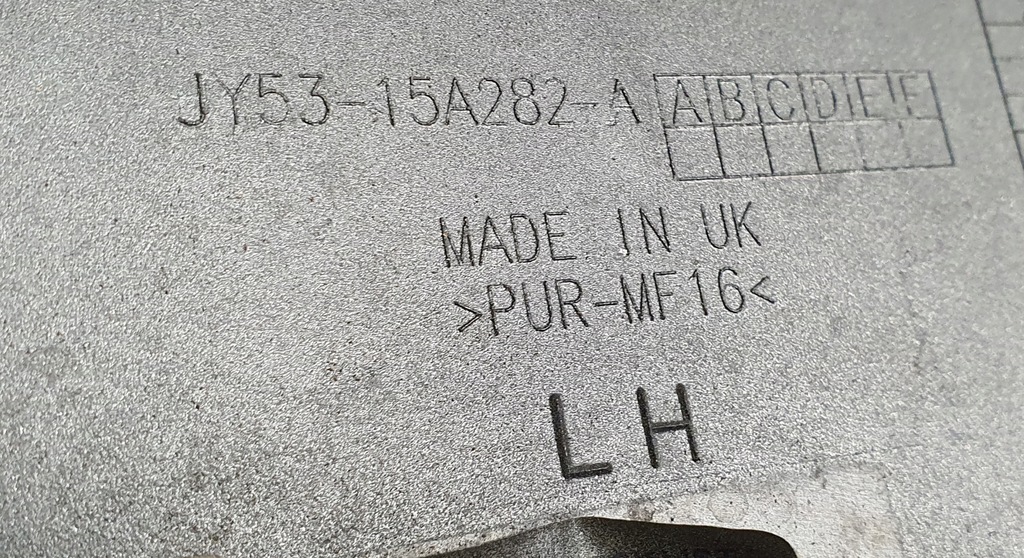 JY53-15A282-A A B C D E F
MADE IN UK
>PUR-MF16<
LH